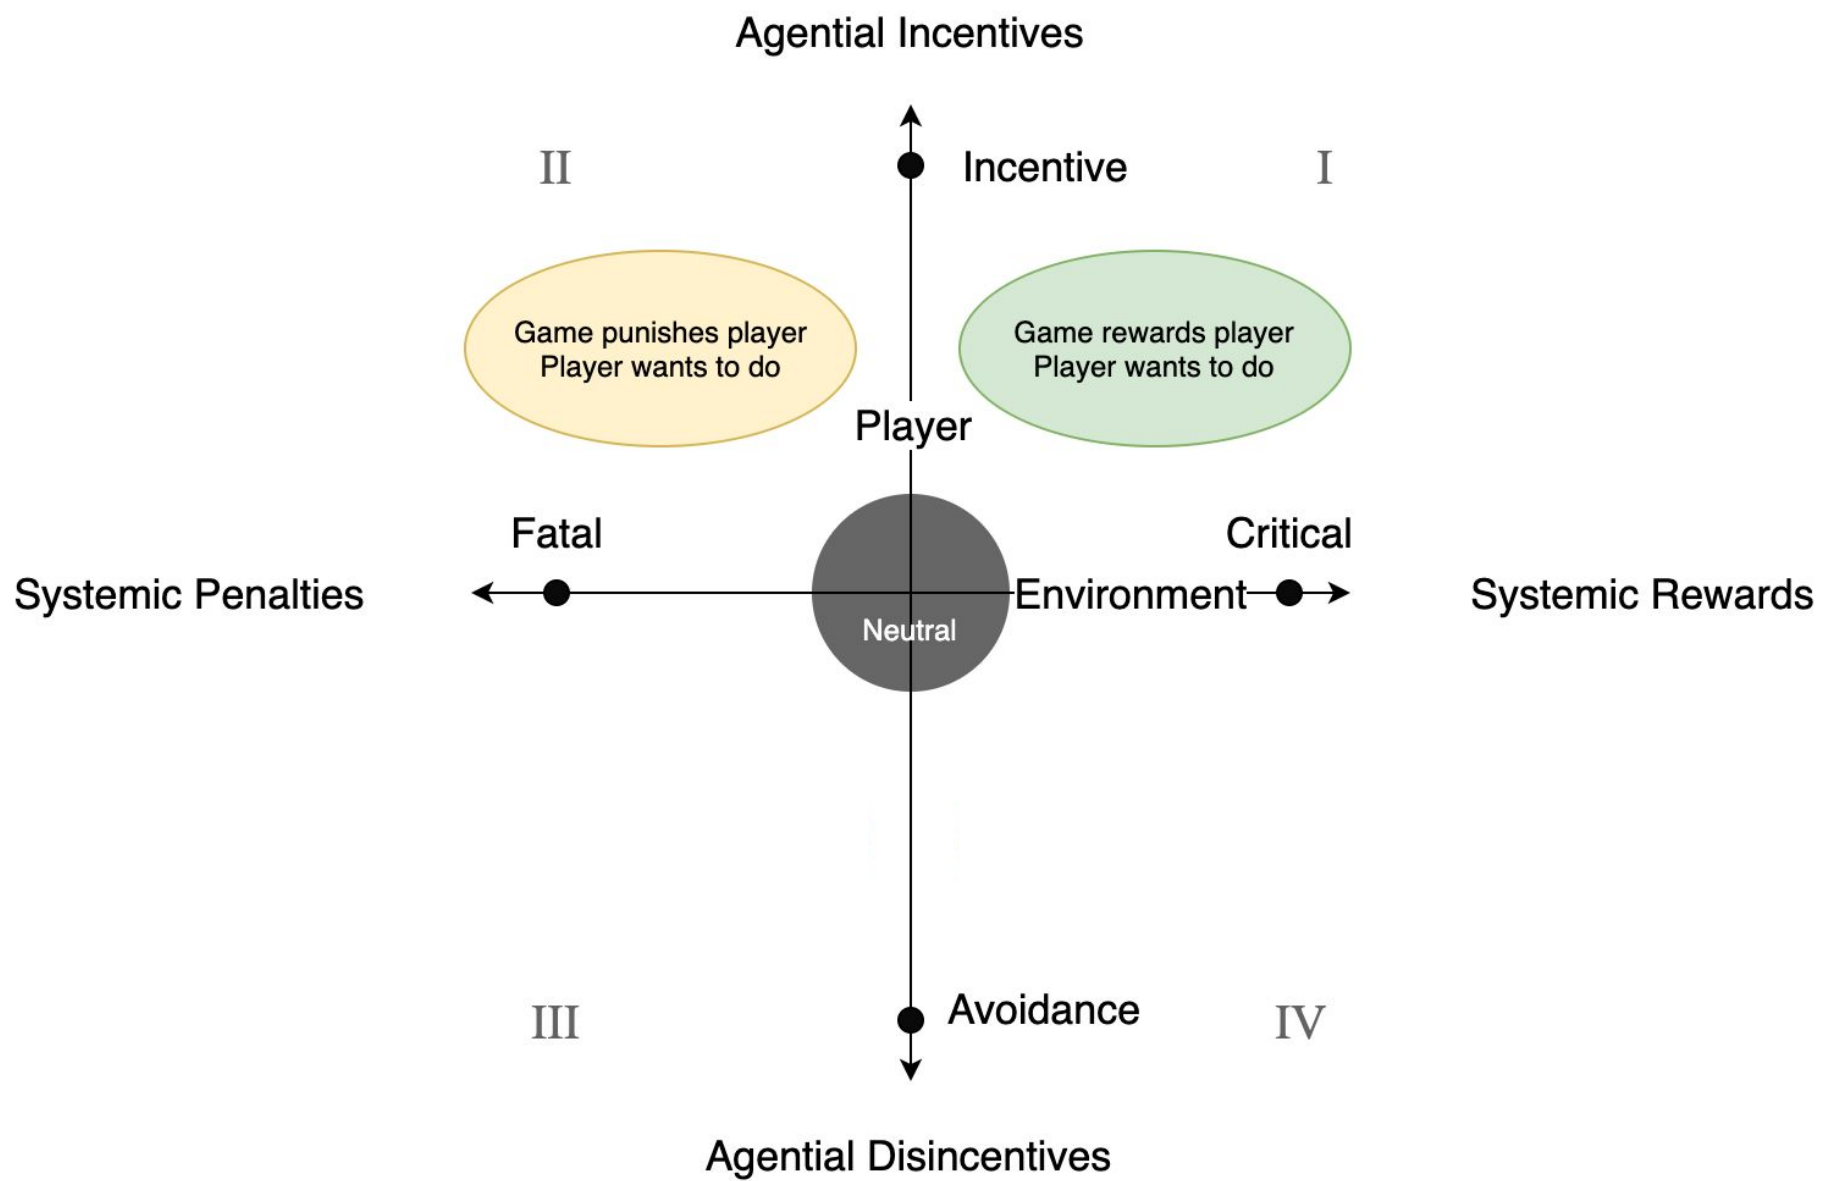 Agential Incentives
II
Incentive
I
Game punishes player
Player wants to do
Game rewards player
Player wants to do
Player
Fatal
Critical
Systemic Penalties
Environment
Systemic Rewards
Neutral
III
Avoidance
IV
Agential Disincentives